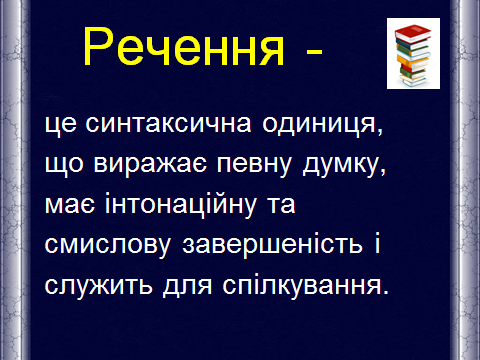 Речення -
це синтаксична одиниця,
що виражає певну думку,
має інтонаційну та
смислову завершеність і
служить для спілкування.